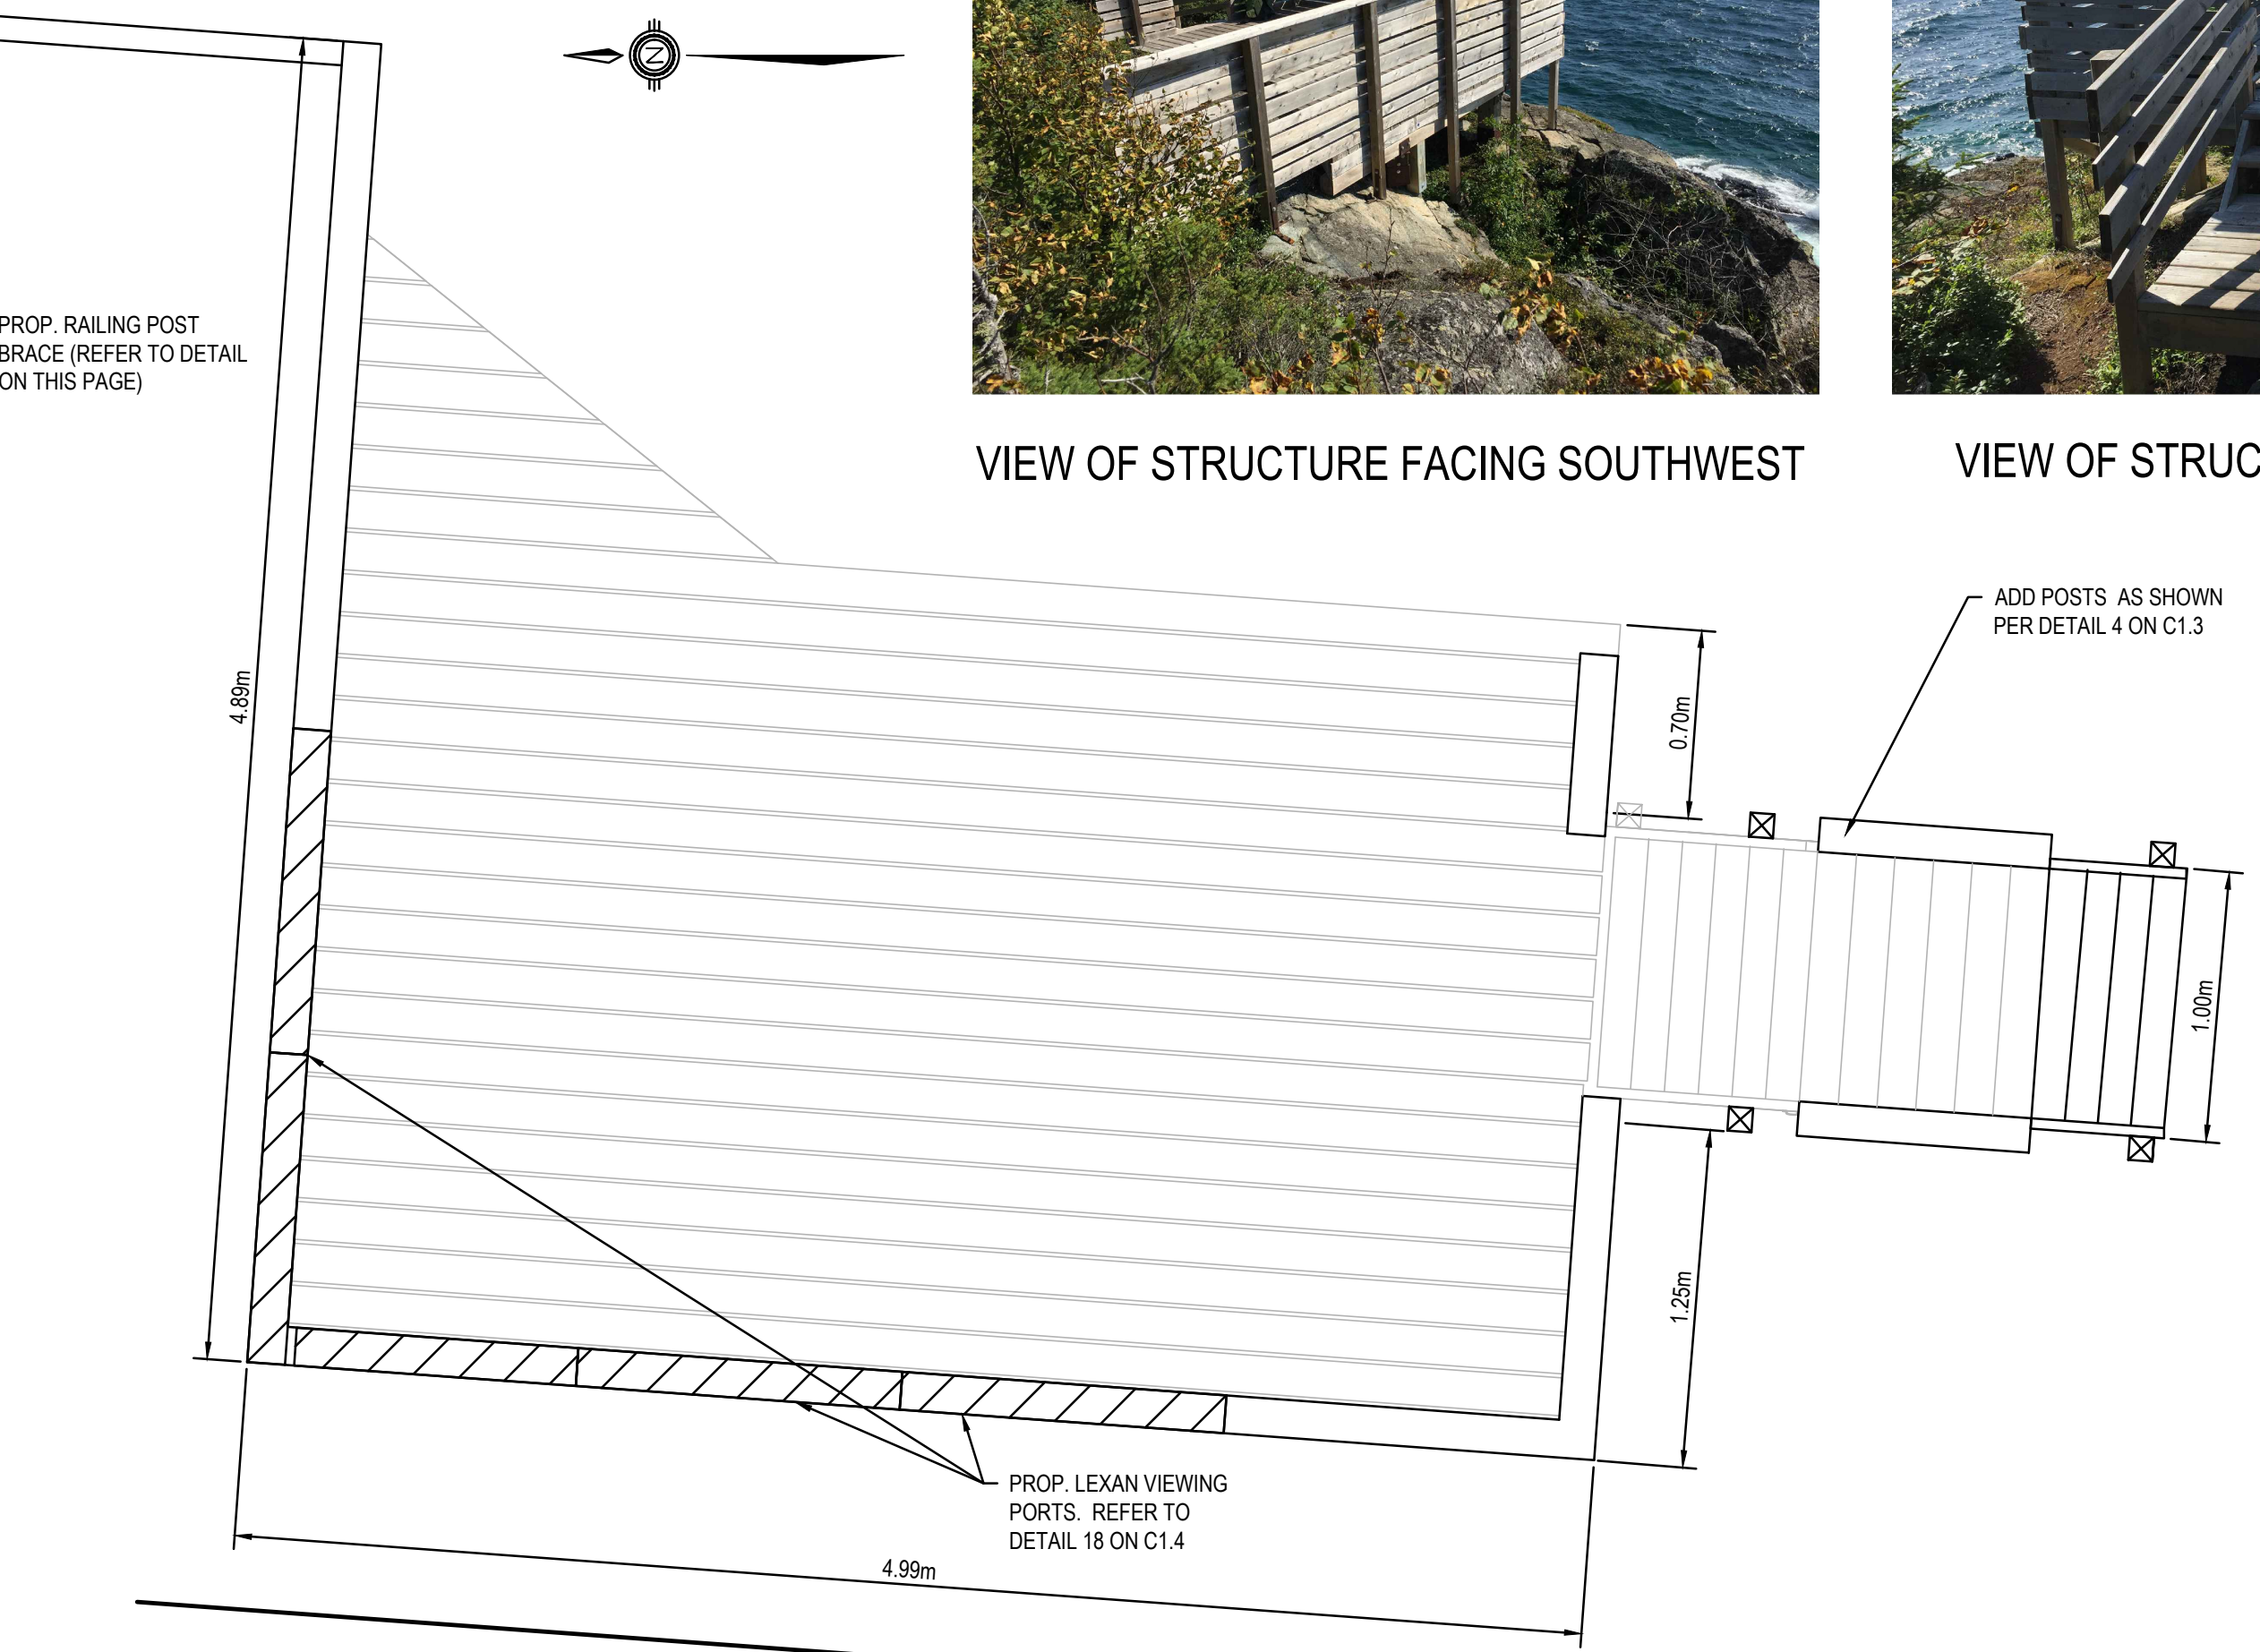 N
PROP. RAILING POST
BRACE (REFER TO DETAIL
ON THIS PAGE)
VIEW OF STRUCTURE FACING SOUTHWEST
VIEW OF STRUC
ADD POSTS AS SHOWN
PER DETAIL 4 ON C1.3
4.89m
0.70m
1.00m
1.25m
PROP. LEXAN VIEWING
PORTS. REFER TO
DETAIL 18 ON C1.4
4.99m